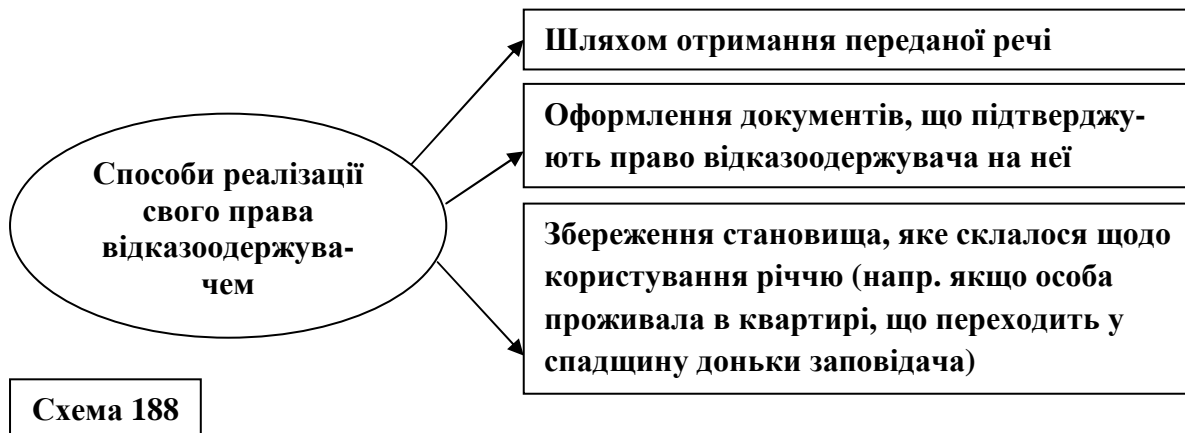 Способи реалізації
свого права
відказоодержува-
чем
Шляхом отримання переданої речі
Оформлення документів, що підтверджу-
ють право відказоодержувача на неї
Збереження становища, яке склалося щодо
користування річчю (напр. якщо особа
проживала в квартирі, що переходить у
спадщину доньки заповідача)
Схема 188